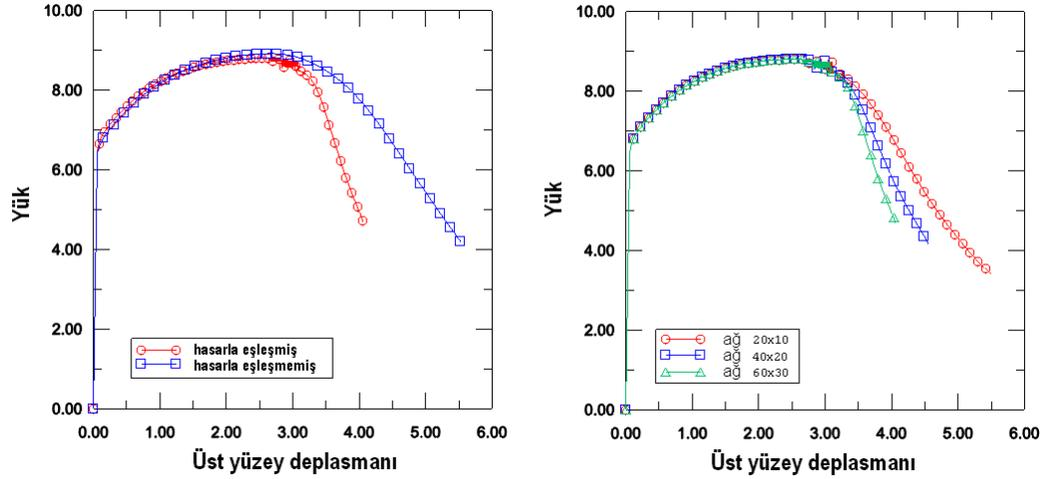 10.00
8.00
6.00
4.00
2.00
0.00
Yük
hasarla eşleşmiş
hasarla eşleşmemiş
0.00 1.00 2.00 3.00 4.00 5.00 6.00
Üst yüzey deplasmanı
10.00
8.00
6.00
4.00
2.00
0.00
Yük
ağ 20x10
ağ 40x20
ağ 60x30
0.00 1.00 2.00 3.00 4.00 5.00 6.00
Üst yüzey deplasmanı